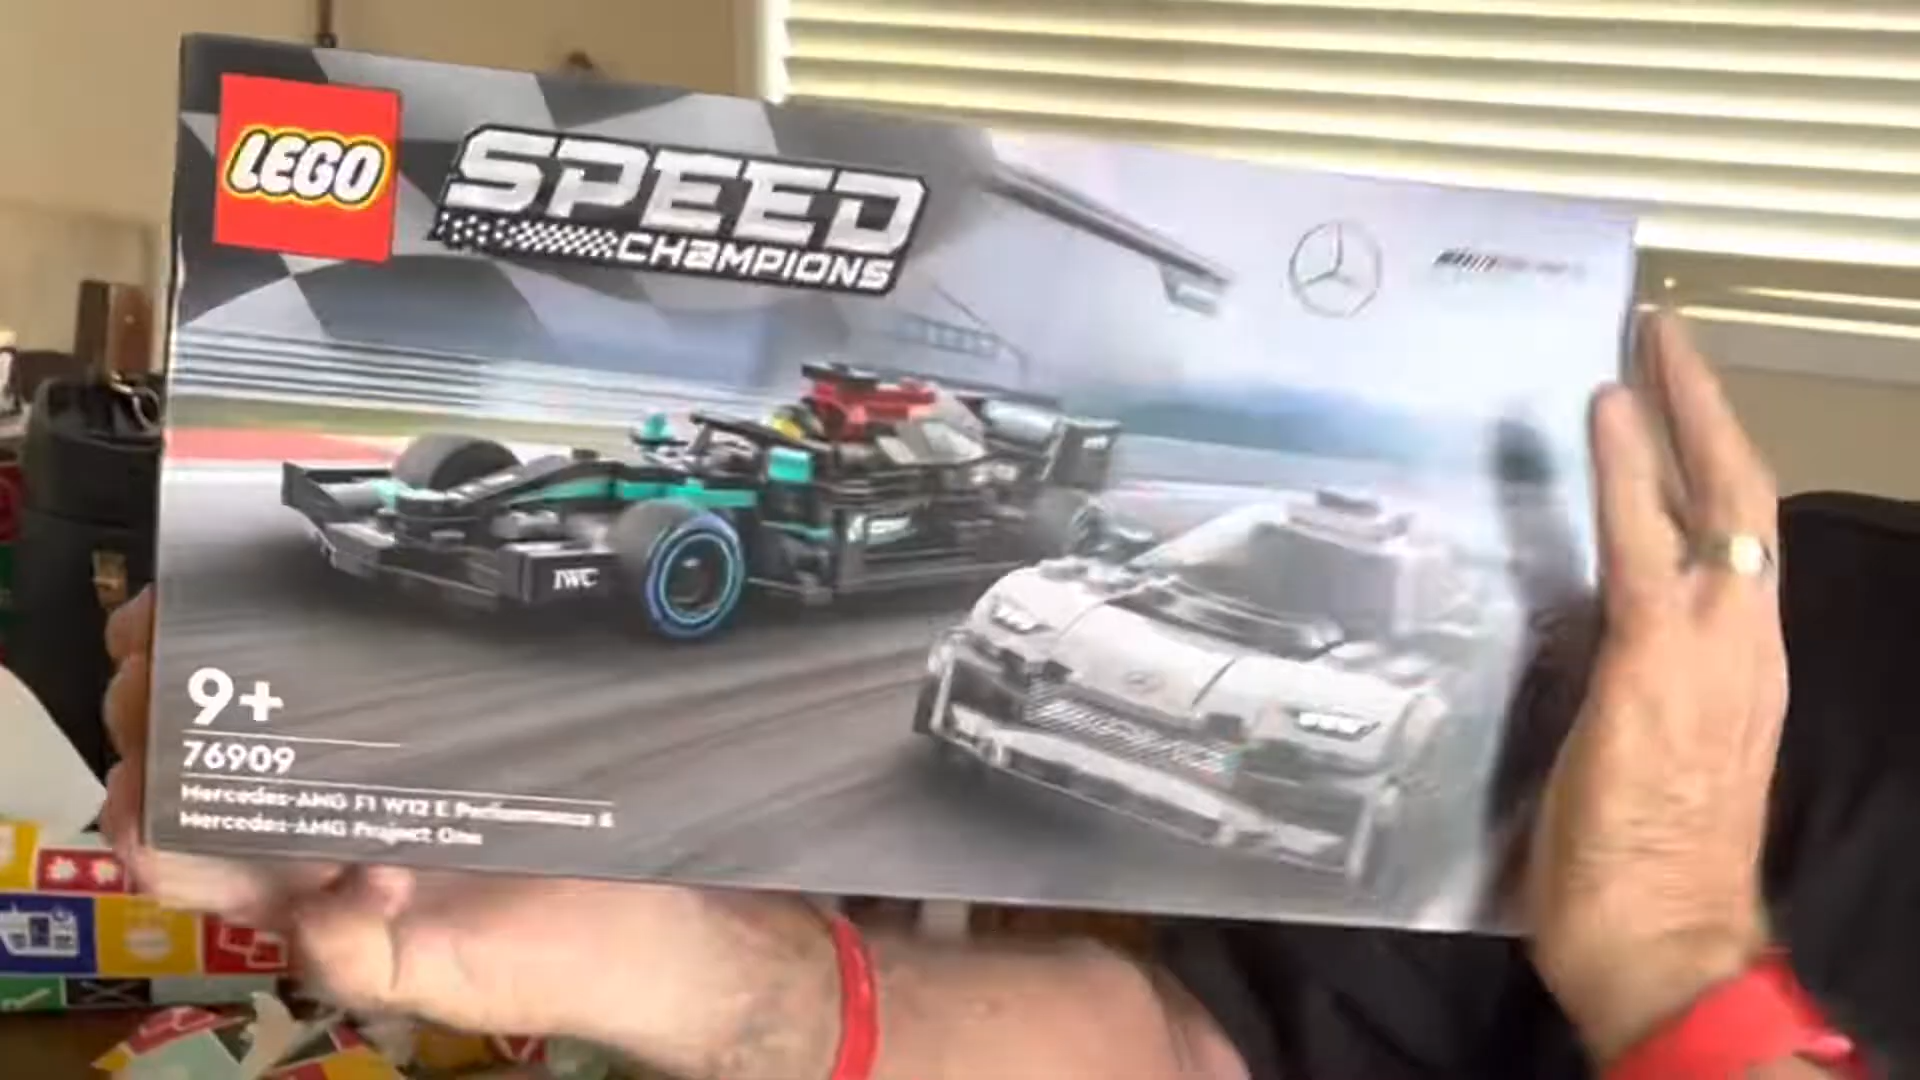 LEGO
SPEED
CHAMPIONS
IWC
9+
76909
Mercedes-AMG F1 W12 E Performance &
Mercedes-AMG Project One